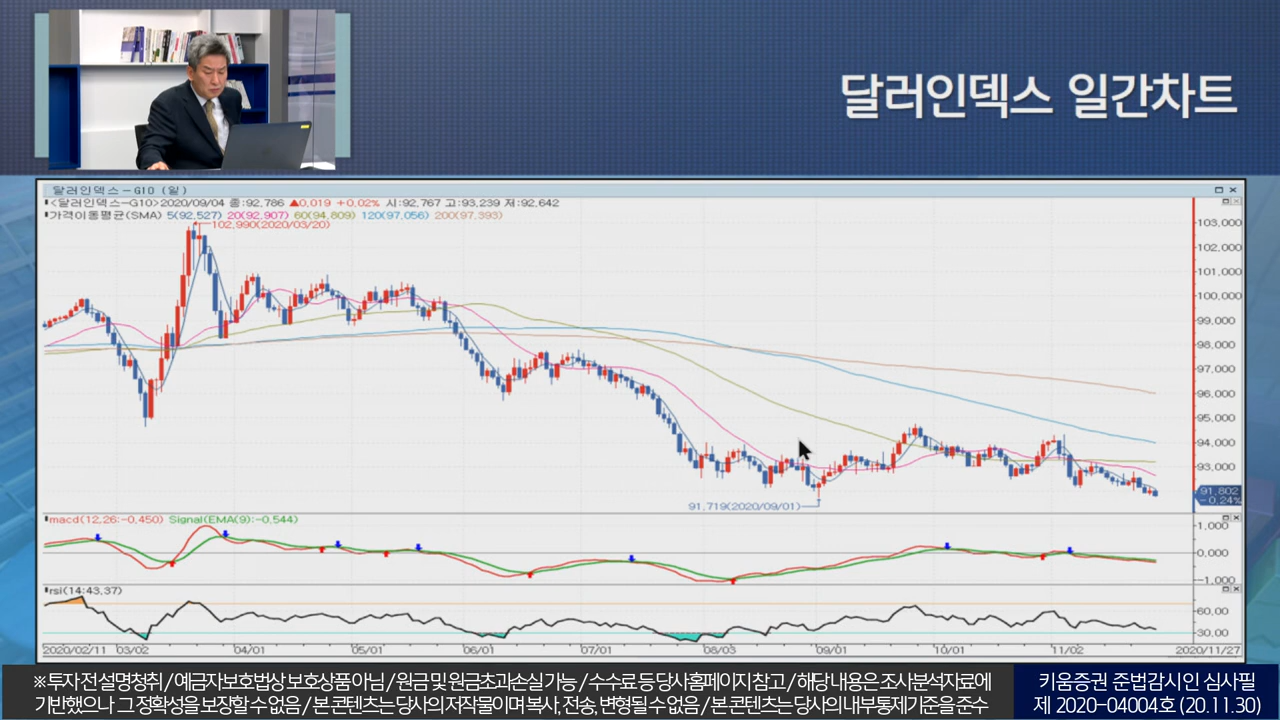 달러인덱스 일간차트
달러인덱스-G10 (일)
<달러인덱스-G10>2020/09/04 종:92,786 ▲0,019 +0,02% 시:92,767 고:93,239 저:92,642
가격이동평균(SMA) 5(92,527) 20(92,907) 60(94,809) 120(97,056) 200(97,393)
102,990(2020/03/20)
103,000
102,000
101,000
100,000
99,000
98,000
97,000
96,000
95,000
94,000
93,000
91,802
-0,24%
91,719(2020/09/01)
macd(12,26:-0,450) Signal(EMA(9):-0,544)
1,000
0,000
-1,000
rsi(14:43,37)
60,00
30,00
2020/02/11 03/02 04/01 05/01 06/01 07/01 08/03 09/01 10/01 11/02 2020/11/27
※ 투자 전 설명청취 / 예금자보호법상 보호상품 아님 / 원금 및 원금초과손실 가능 / 수수료 등 당사홈페이지 참고 / 해당 내용은 조사분석자료에
기반했으나 그 정확성을 보장할 수 없음 / 본 콘텐츠는 당사의 저작물이며 복사, 전송, 변형될 수 없음 / 본 콘텐츠는 당사의 내부통제기준을 준수
키움증권 준법감시인 심사필
제 2020-04004호 (20.11.30)